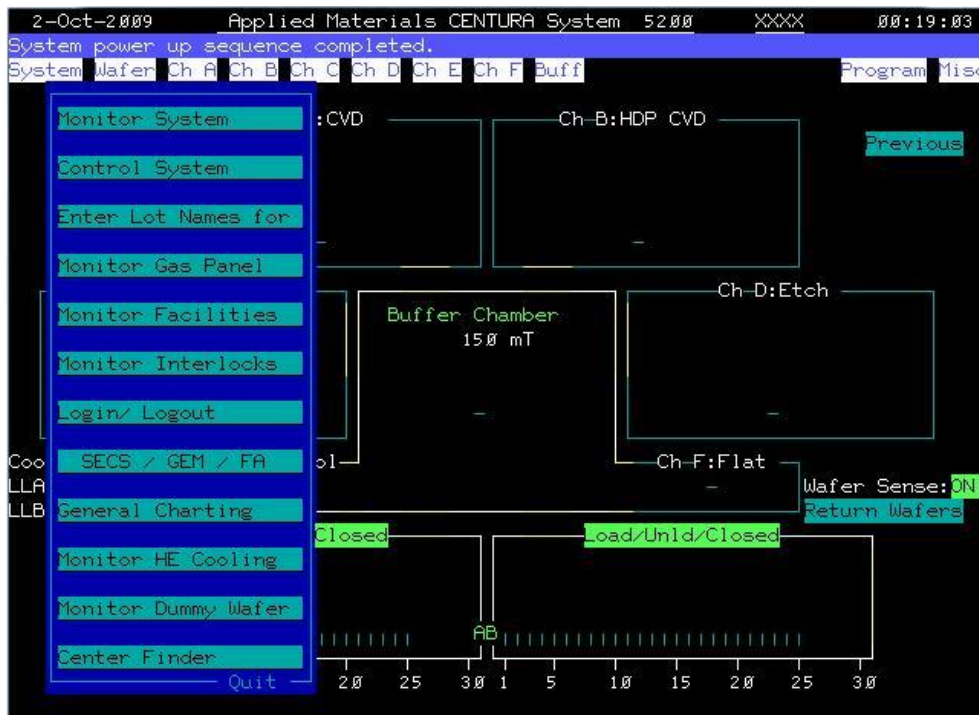 2-Oct-2009 Applied Materials CENTURA System 5200 XXXX 00:19:03
System power up sequence completed.
System Wafer Ch A Ch B Ch C Ch D Ch E Ch F Buff Program Misc
Monitor System
:CVD
Ch-B:HDP CVD
Previous
Control System
Enter Lot Names for
Monitor Gas Panel
Ch-D:Etch
Monitor Facilities
Buffer Chamber
150 mT
Monitor Interlocks
Login/ Logout
Coo
SECS / GEM / FA
ol
Ch-F:Flat
LLA
Wafer Sense:ON
LLB
General Charting
Return Wafers
Closed
Load/Unld/Closed
Monitor HE Cooling
Monitor Dummy Wafer
AB
Center Finder
Quit
20 25 30 1 5 10 15 20 25 30